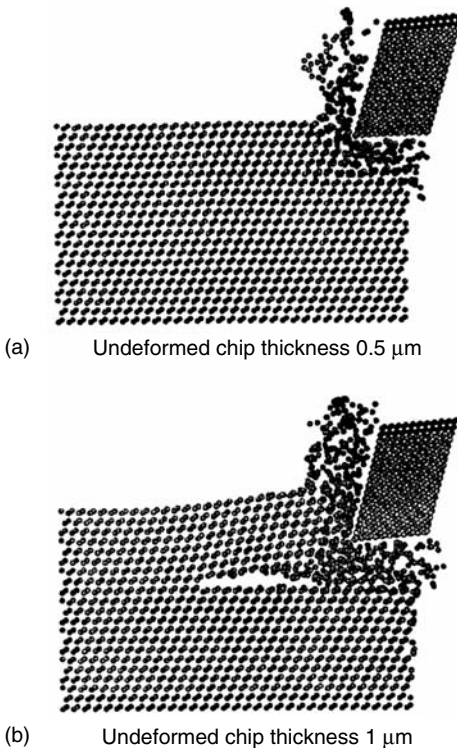 (a) Undeformed chip thickness 0.5 μm
(b) Undeformed chip thickness 1 μm